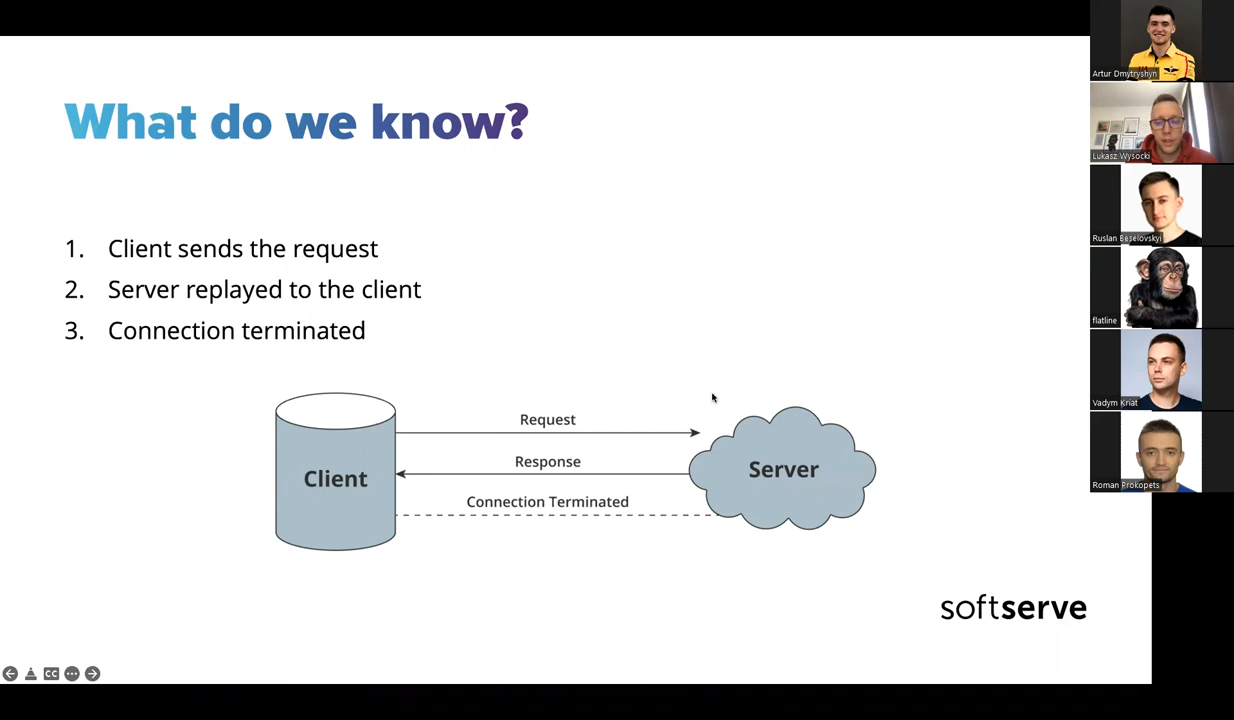 What do we know?
1. Client sends the request
2. Server replayed to the client
3. Connection terminated
Client
Request
Response
Connection Terminated
Server
softserve
CC
Artur Dmytryshyn
Lukasz Wysocki
Ruslan Beselovskyi
flatline
Vadym Kriat
Roman Prokopets